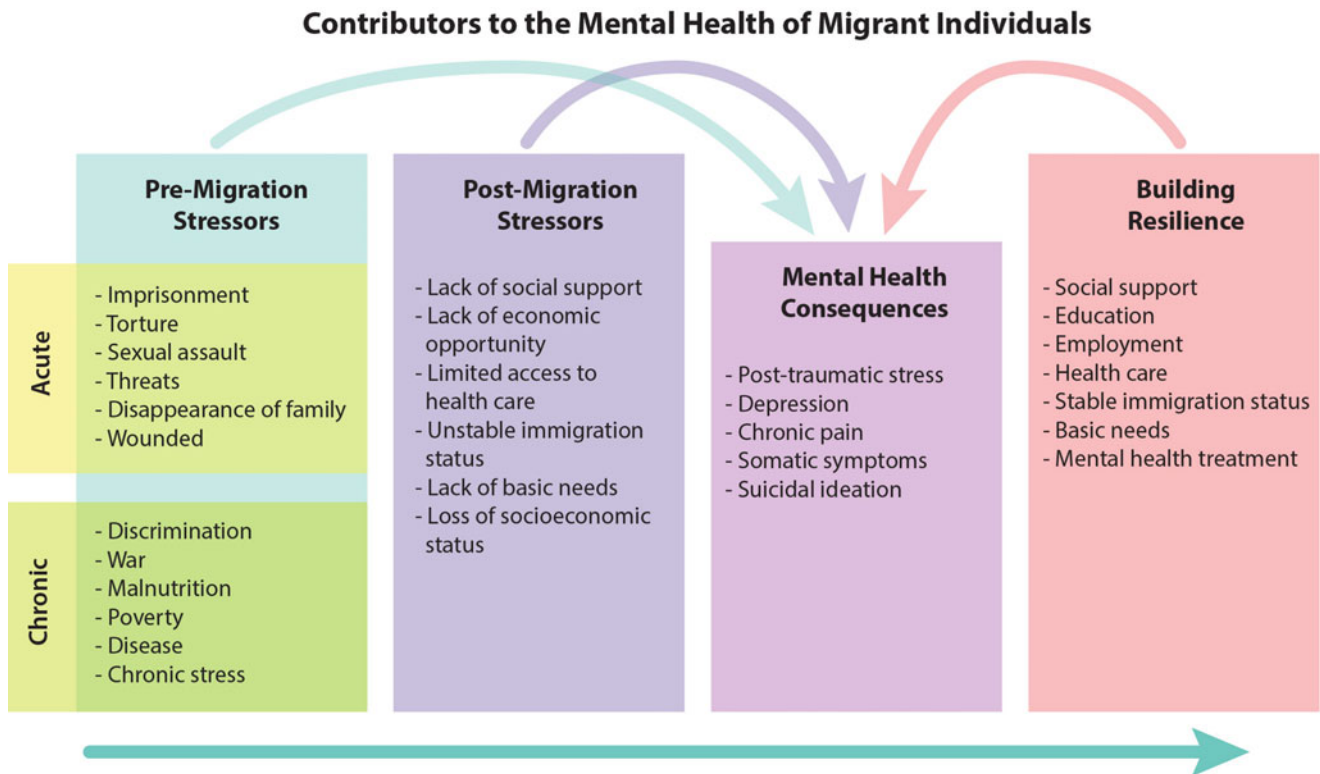 Contributors to the Mental Health of Migrant Individuals
Pre-Migration
Stressors
Acute
- Imprisonment
- Torture
- Sexual assault
- Threats
- Disappearance of family
- Wounded
Chronic
- Discrimination
- War
- Malnutrition
- Poverty
- Disease
- Chronic stress
Post-Migration
Stressors
- Lack of social support
- Lack of economic
opportunity
- Limited access to
health care
- Unstable immigration
status
- Lack of basic needs
- Loss of socioeconomic
status
Mental Health
Consequences
- Post-traumatic stress
- Depression
- Chronic pain
- Somatic symptoms
- Suicidal ideation
Building
Resilience
- Social support
- Education
- Employment
- Health care
- Stable immigration status
- Basic needs
- Mental health treatment